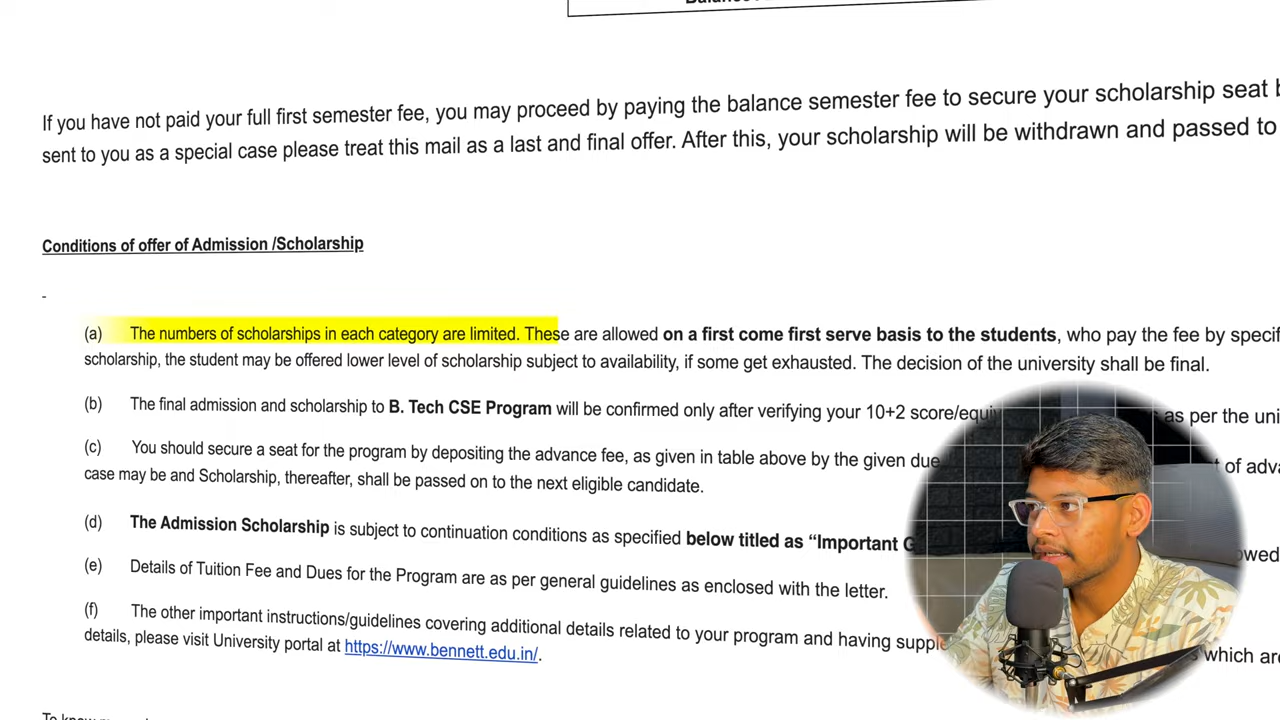 If you have not paid your full first semester fee, you may proceed by paying the balance semester fee to secure your scholarship seat
sent to you as a special case please treat this mail as a last and final offer. After this, your scholarship will be withdrawn and passed to
Conditions of offer of Admission /Scholarship
-
(a) The numbers of scholarships in each category are limited. These are allowed on a first come first serve basis to the students, who pay the fee by
scholarship, the student may be offered lower level of scholarship subject to availability, if some get exhausted. The decision of the university shall be final.
(b) The final admission and scholarship to B. Tech CSE Program will be confirmed only after verifying your 10+2 as per the
(c) You should secure a seat for the program by depositing the advance fee, as given in table above by the given due of
case may be and Scholarship, thereafter, shall be passed on to the next eligible candidate.
(d) The Admission Scholarship is subject to continuation conditions as specified below titled as “Important
(e) Details of Tuition Fee and Dues for the Program are as per general guidelines as enclosed with the letter.
(f) The other important instructions/guidelines covering additional details related to your program and having which
details, please visit University portal at https://www.bennett.edu.in/.